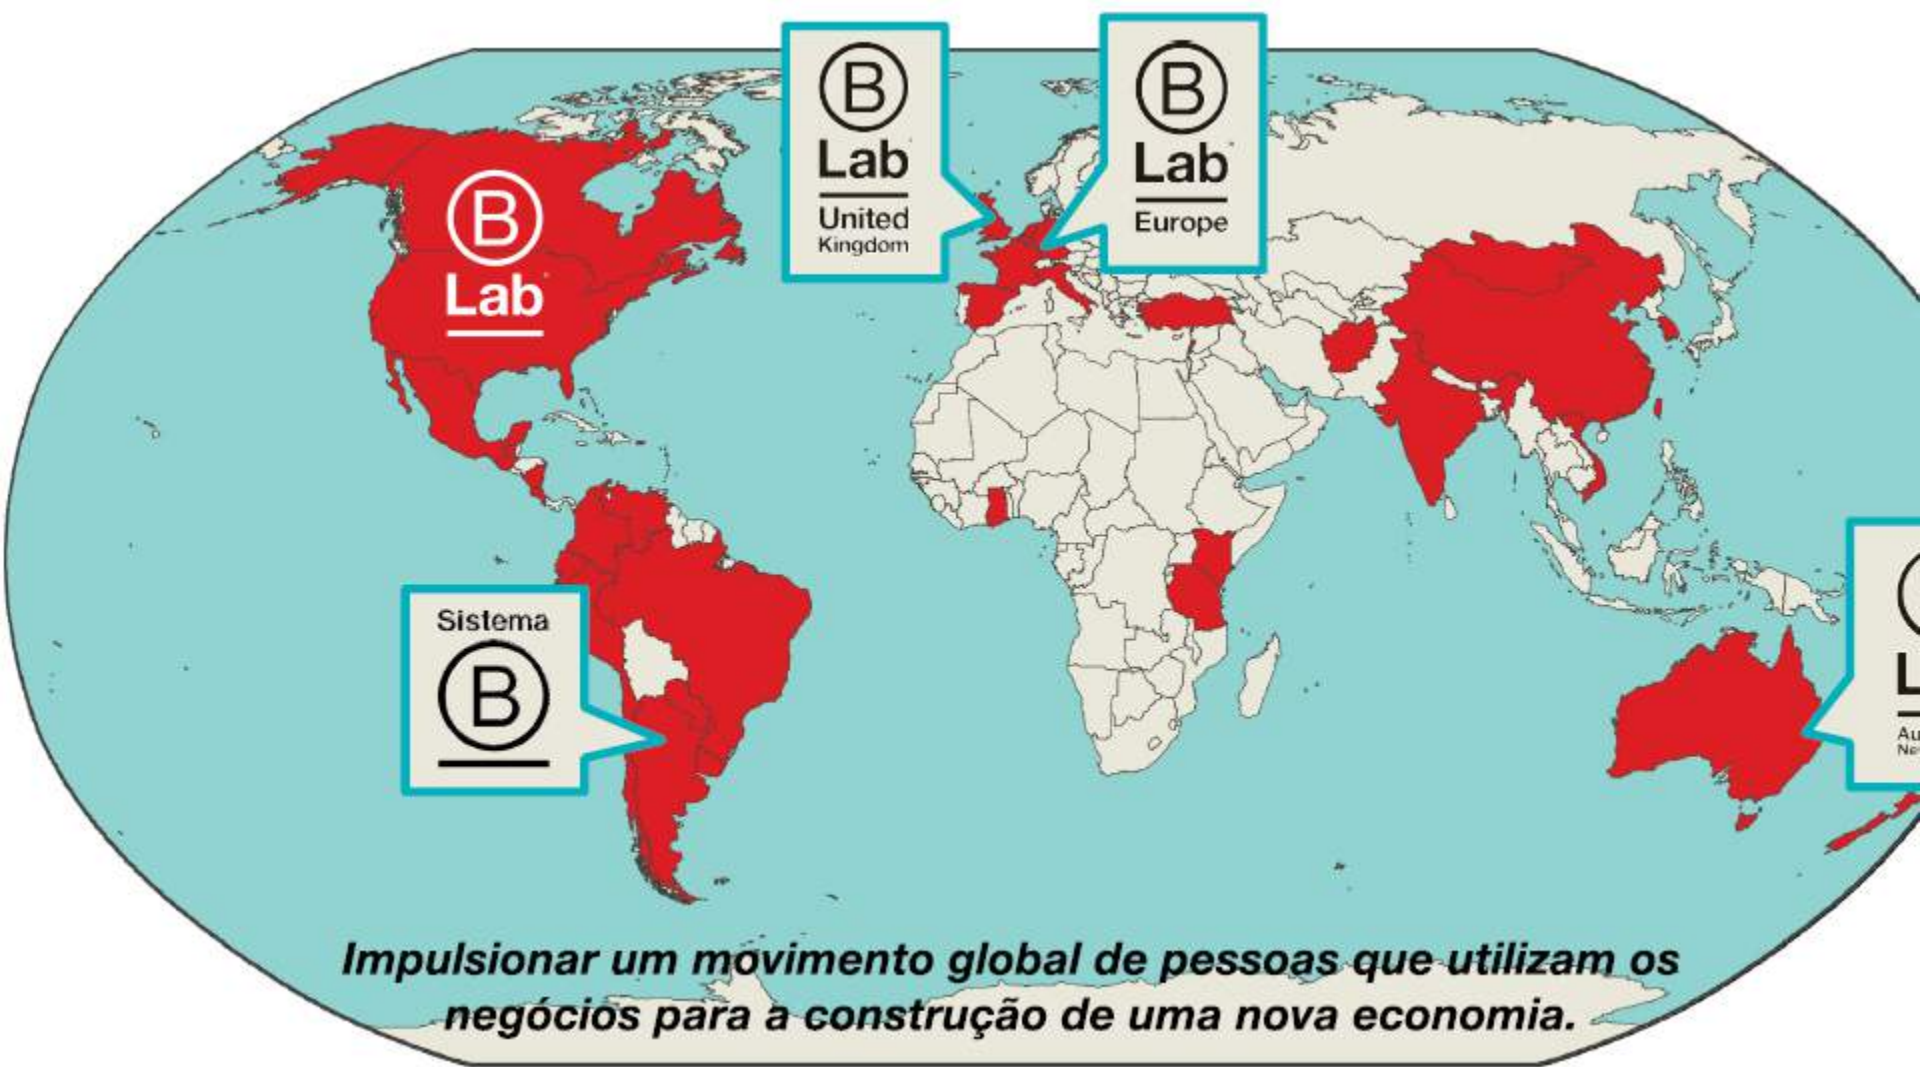 B
Lab
United
Kingdom
B
Lab
Europe
B
Lab
Sistema
B
Impulsionar um movimento global de pessoas que utilizam os
negócios para a construção de uma nova economia.